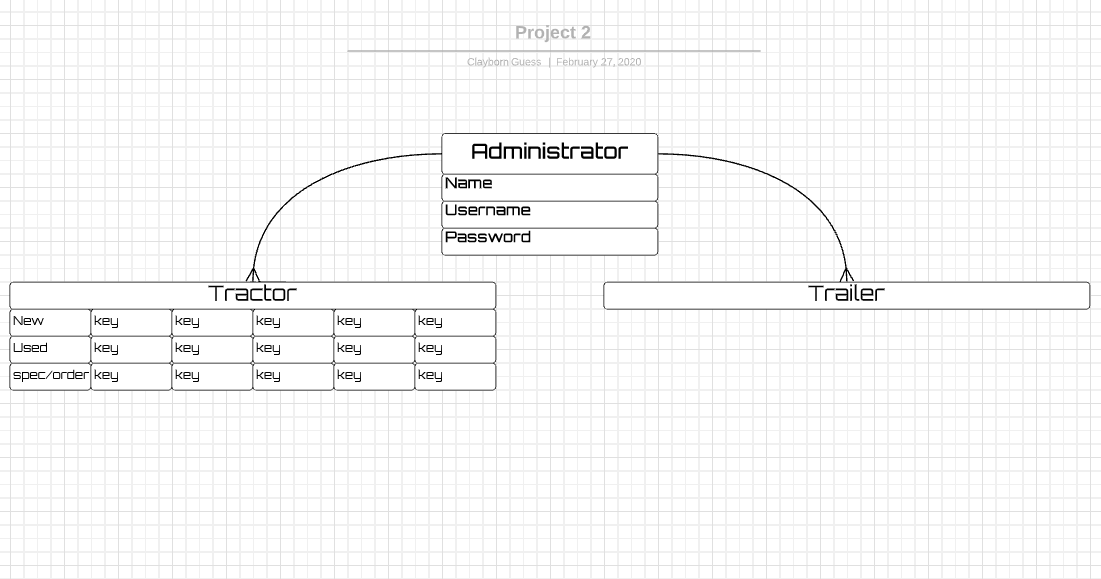 Project 2
Clayborn Guess | February 27, 2020
Administrator
Name
Username
Password
Tractor
New key key key key key
Used key key key key key
spec/order key key key key key
Trailer